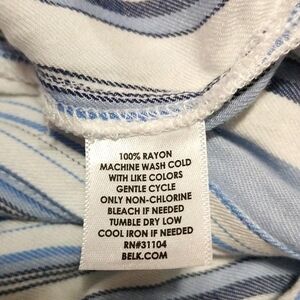 100% RAYON
MACHINE WASH COLD
WITH LIKE COLORS
GENTLE CYCLE
ONLY NON-CHLORINE
BLEACH IF NEEDED
TUMBLE DRY LOW
COOL IRON IF NEEDED
RN#31104
BELK.COM